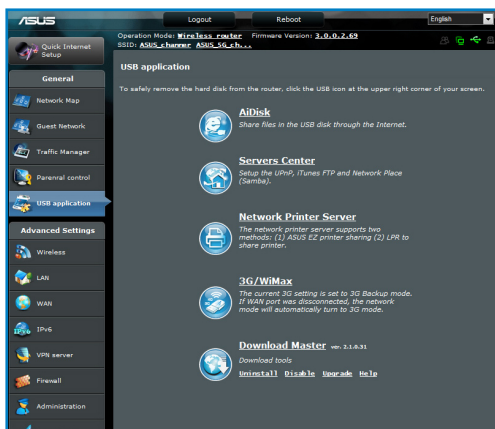 ASUS
Logout
Reboot
English
Operation Mode: Wireless router Firmware Version: 3.0.0.2.69
SSID: ASUS_channer ASUS_5G_ch...
Quick Internet
Setup
General
Network Map
Guest Network
Traffic Manager
Parenral control
USB application
Advanced Settings
Wireless
LAN
WAN
IPv6
VPN server
Firewall
Administration
USB application
To safely remove the hard disk from the router, click the USB icon at the upper right corner of your screen.
AiDisk
Share files in the USB disk through the Internet.
Servers Center
Setup the UPnP, iTunes FTP and Network Place
(Samba).
Network Printer Server
The network printer server supports two
methods: (1) ASUS EZ printer sharing (2) LPR to
share printer.
3G/WiMax
The current 3G setting is set to 3G Backup mode.
If WAN port was dissconnected, the network
mode will automatically turn to 3G mode.
Download Master ver. 2.1.0.31
Download tools
Uninstall Disable Upgrade Help